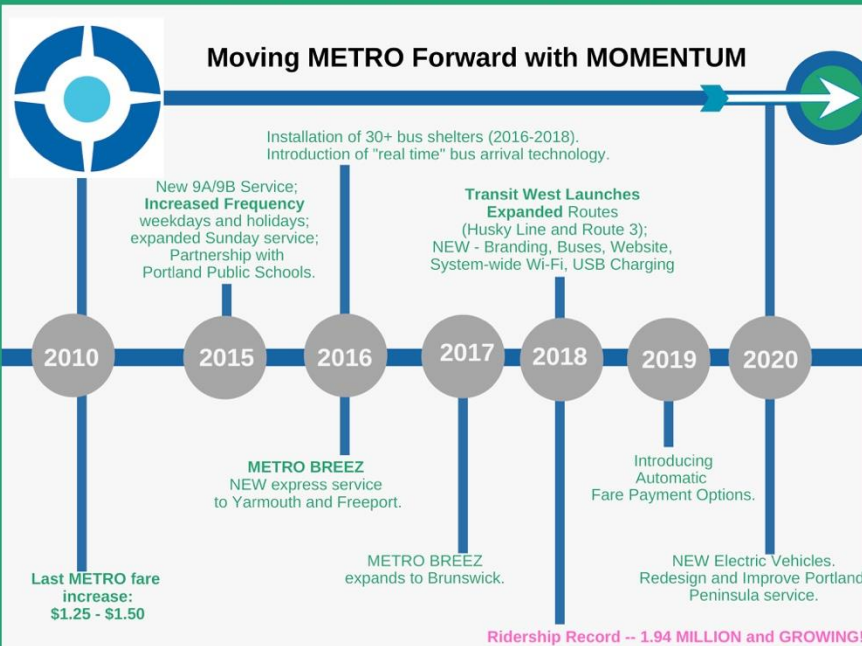 Moving METRO Forward with MOMENTUM
Installation of 30+ bus shelters (2016-2018).
Introduction of "real time" bus arrival technology.
New 9A/9B Service;
Increased Frequency
weekdays and holidays;
expanded Sunday service;
Partnership with
Portland Public Schools.
Transit West Launches
Expanded Routes
(Husky Line and Route 3);
NEW - Branding, Buses, Website,
System-wide Wi-Fi, USB Charging
2010
2015
2016
2017
2018
2019
2020
METRO BREEZ
NEW express service
to Yarmouth and Freeport.
Introducing
Automatic
Fare Payment Options.
METRO BREEZ
expands to Brunswick.
NEW Electric Vehicles.
Redesign and Improve Portland
Peninsula service.
Last METRO fare
increase:
$1.25 - $1.50
Ridership Record -- 1.94 MILLION and GROWING!